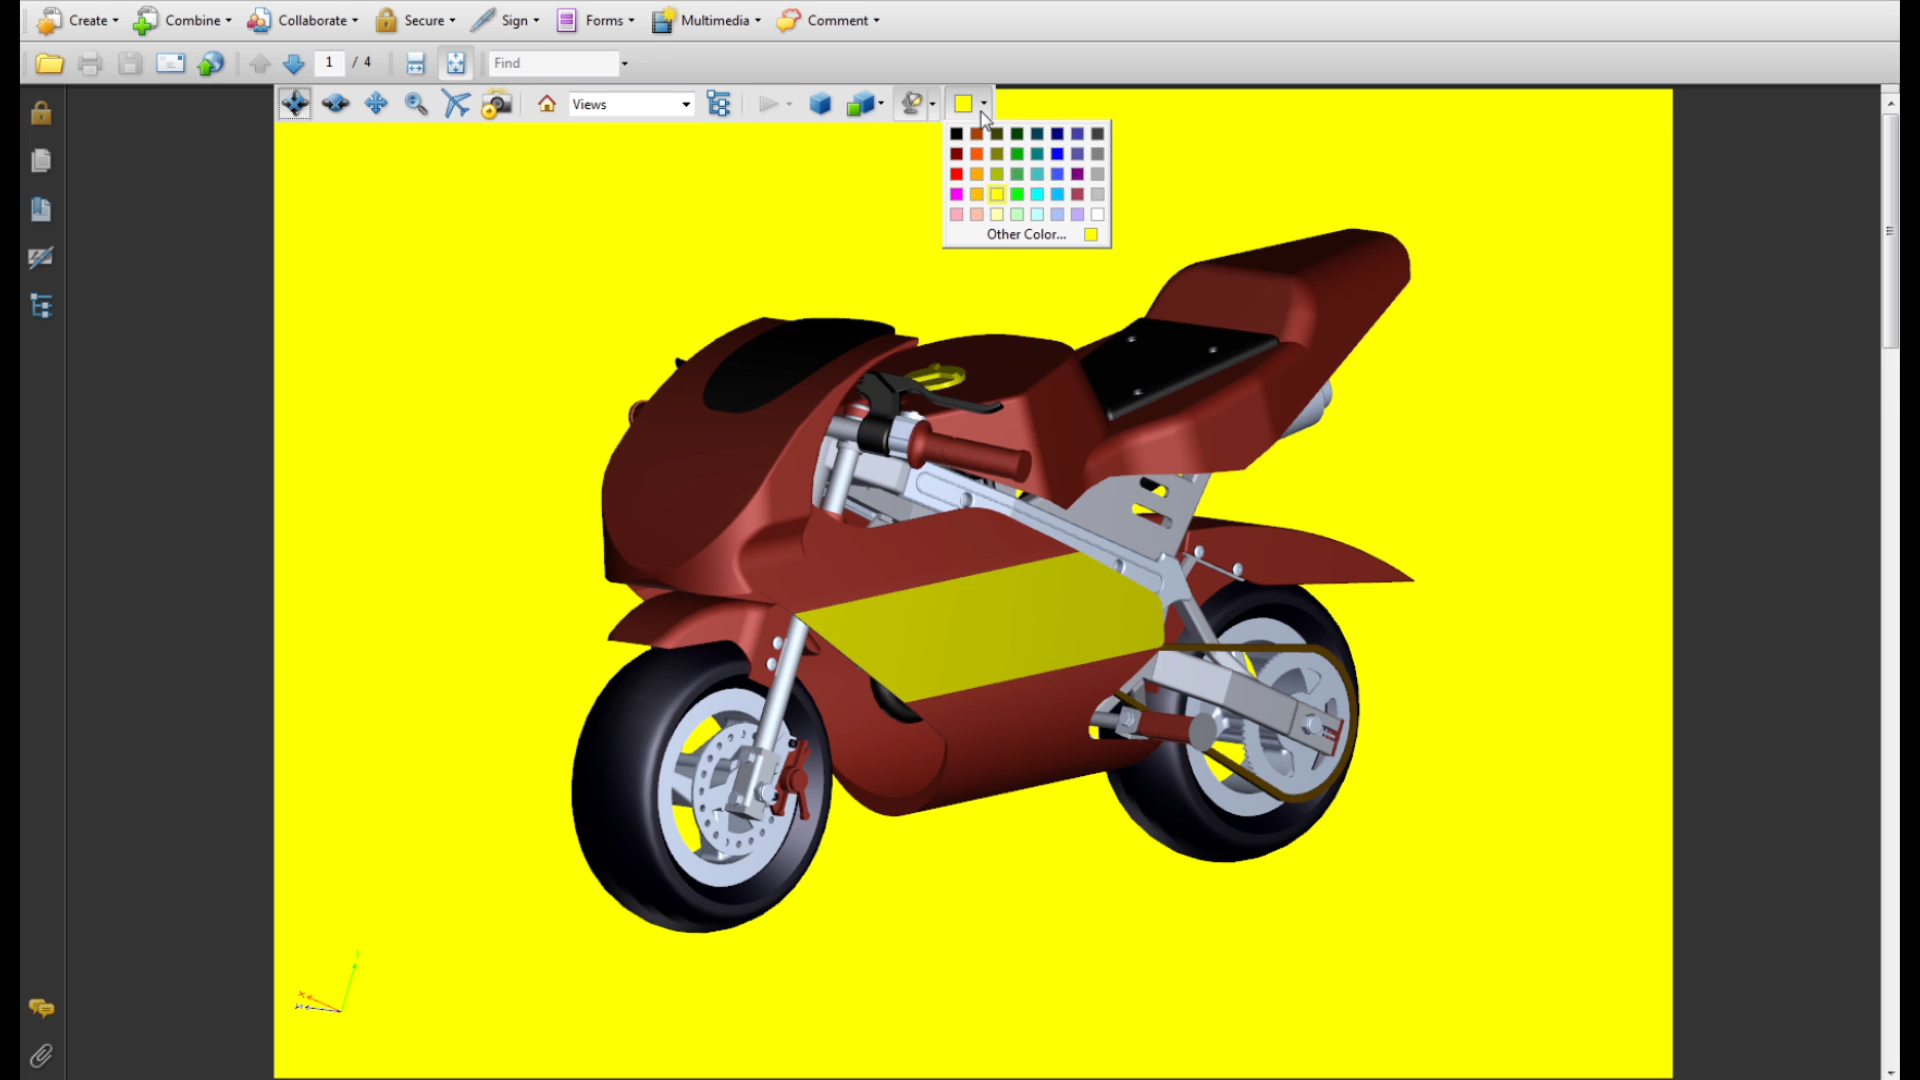 Create Combine Collaborate Secure Sign Forms Multimedia Comment
1 / 4 Find
Views
Other Color...